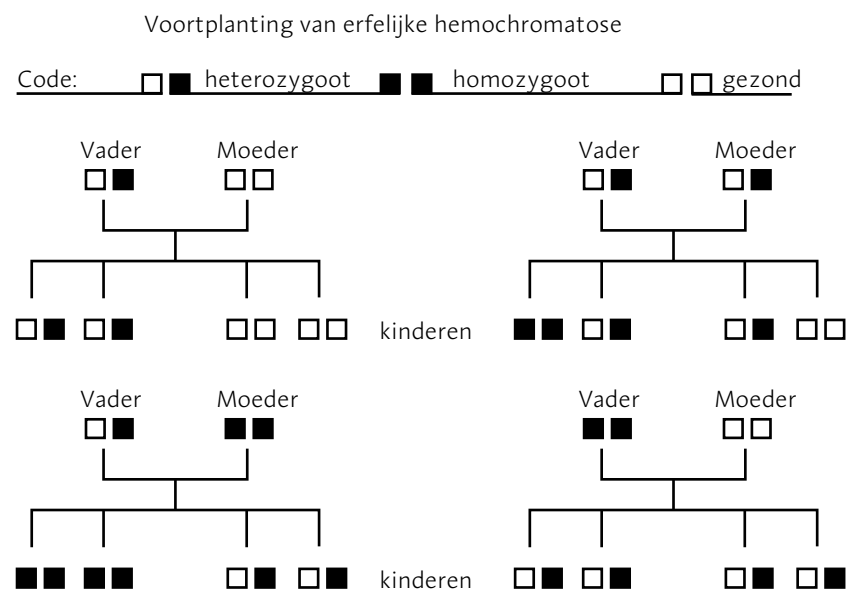 Voortplanting van erfelijke hemochromatose
Code: heterozygoot homozygoot gezond
Vader Moeder Vader Moeder
kinderen
Vader Moeder Vader Moeder
kinderen